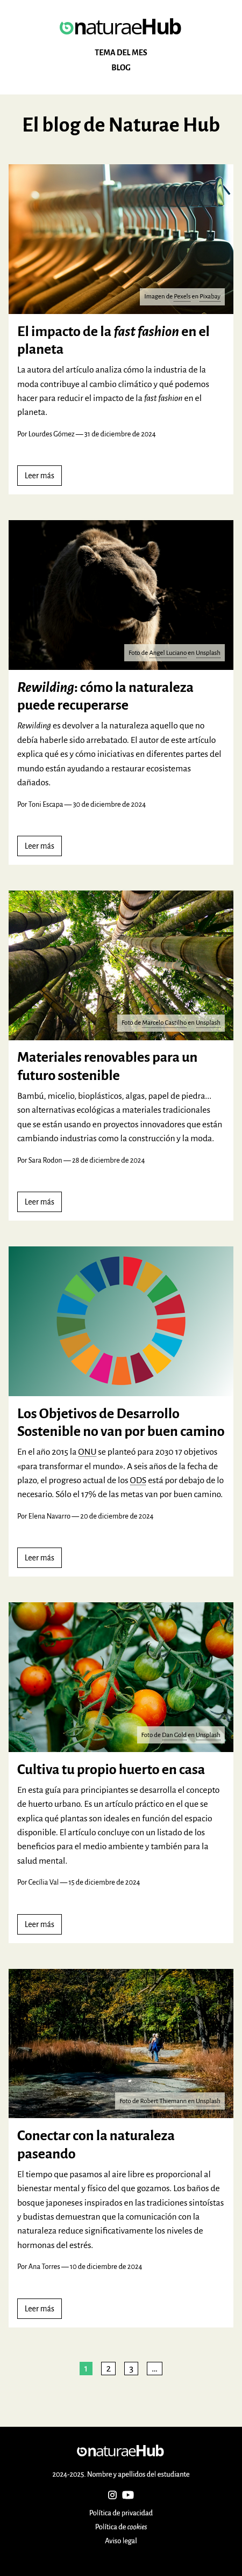 naturaeHub
TEMA DEL MES
BLOG
El blog de Naturae Hub
Imagen de Pexels en Pixabay
El impacto de la fast fashion en el
planeta
La autora del artículo analiza cómo la industria de la
moda contribuye al cambio climático y qué podemos
hacer para reducir el impacto de la fast fashion en el
planeta.
Por Lourdes Gómez — 31 de diciembre de 2024
Leer más
Foto de Angel Luciano en Unsplash
Rewilding: cómo la naturaleza
puede recuperarse
Rewilding es devolver a la naturaleza aquello que no
debía haberle sido arrebatado. El autor de este artículo
explica qué es y cómo iniciativas en diferentes partes del
mundo están ayudando a restaurar ecosistemas
dañados.
Por Toni Escapa — 30 de diciembre de 2024
Leer más
Foto de Marcelo Castilho en Unsplash
Materiales renovables para un
futuro sostenible
Bambú, micelio, bioplásticos, algas, papel de piedra...
son alternativas ecológicas a materiales tradicionales
que se están usando en proyectos innovadores que están
cambiando industrias como la construcción y la moda.
Por Sara Rodon — 28 de diciembre de 2024
Leer más
Los Objetivos de Desarrollo
Sostenible no van por buen camino
En el año 2015 la ONU se planteó para 2030 17 objetivos
«para transformar el mundo». A seis años de la fecha de
plazo, el progreso actual de los ODS está por debajo de lo
necesario. Sólo el 17% de las metas van por buen camino.
Por Elena Navarro — 20 de diciembre de 2024
Leer más
Foto de Dan Gold en Unsplash
Cultiva tu propio huerto en casa
En esta guía para principiantes se desarrolla el concepto
de huerto urbano. Es un artículo práctico en el que se
explica qué plantas son ideales en función del espacio
disponible. El artículo concluye con un listado de los
beneficios para el medio ambiente y también para la
salud mental.
Por Cecilia Val — 15 de diciembre de 2024
Leer más
Foto de Robert Thiemann en Unsplash
Conectar con la naturaleza
paseando
El tiempo que pasamos al aire libre es proporcional al
bienestar mental y físico del que gozamos. Los baños de
bosque japoneses inspirados en las tradiciones sintoístas
y budistas demuestran que la comunicación con la
naturaleza reduce significativamente los niveles de
hormonas del estrés.
Por Ana Torres — 10 de diciembre de 2024
Leer más
1 2 3 ...
naturaeHub
2024-2025. Nombre y apellidos del estudiante
Política de privacidad
Política de cookies
Aviso legal